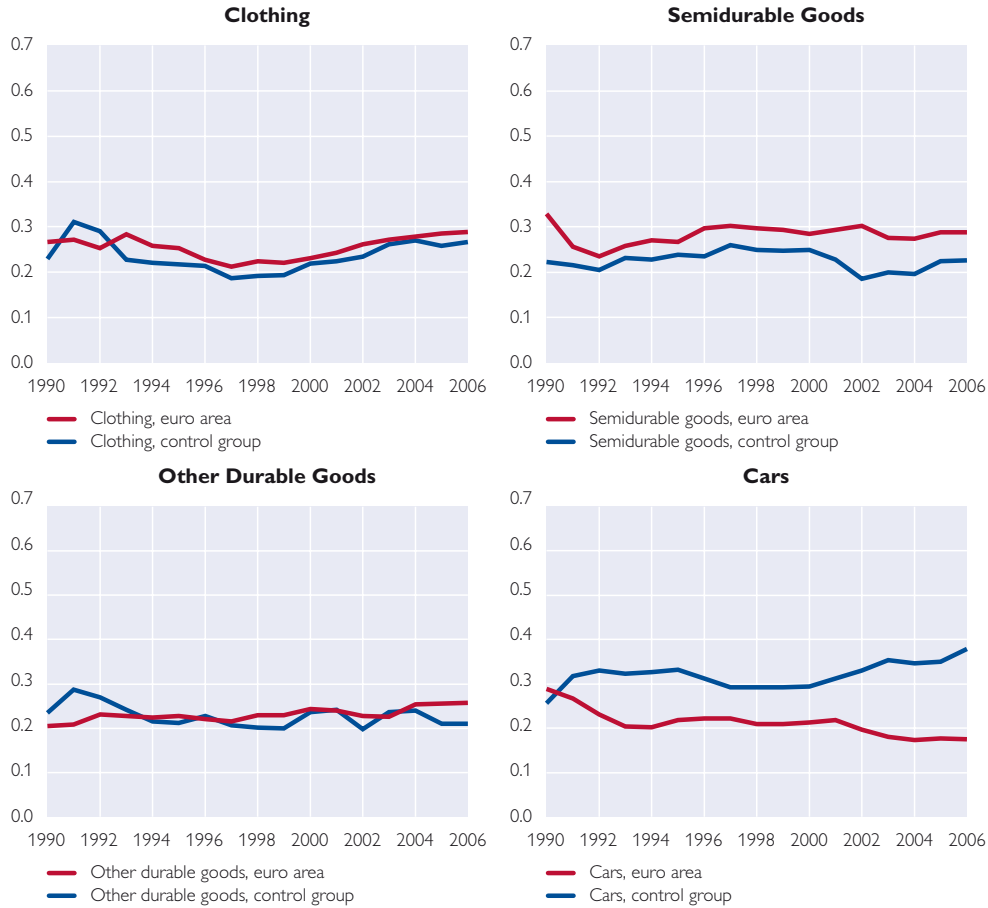 Clothing
0.7
0.6
0.5
0.4
0.3
0.2
0.1
0.0
1990 1992 1994 1996 1998 2000 2002 2004 2006
Clothing, euro area
Clothing, control group
Semidurable Goods
0.7
0.6
0.5
0.4
0.3
0.2
0.1
0.0
1990 1992 1994 1996 1998 2000 2002 2004 2006
Semidurable goods, euro area
Semidurable goods, control group
Other Durable Goods
0.7
0.6
0.5
0.4
0.3
0.2
0.1
0.0
1990 1992 1994 1996 1998 2000 2002 2004 2006
Other durable goods, euro area
Other durable goods, control group
Cars
0.7
0.6
0.5
0.4
0.3
0.2
0.1
0.0
1990 1992 1994 1996 1998 2000 2002 2004 2006
Cars, euro area
Cars, control group